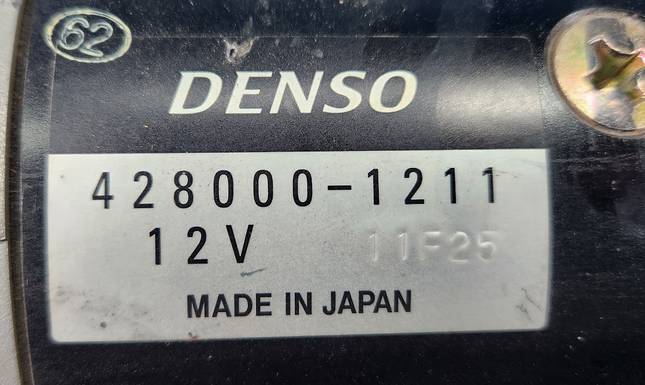 62
DENSO
428000-1211
12V 11F25
MADE IN JAPAN